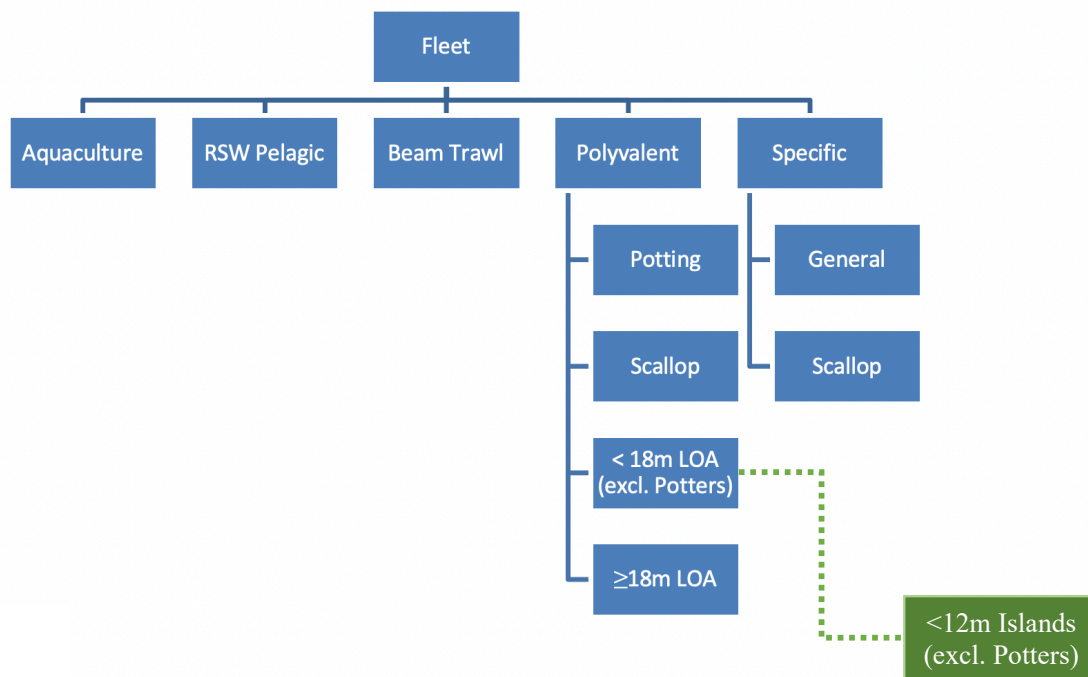 Fleet
Aquaculture
RSW Pelagic
Beam Trawl
Polyvalent
Specific
Potting
General
Scallop
Scallop
< 18m LOA
(excl. Potters)
≥18m LOA
<12m Islands
(excl. Potters)